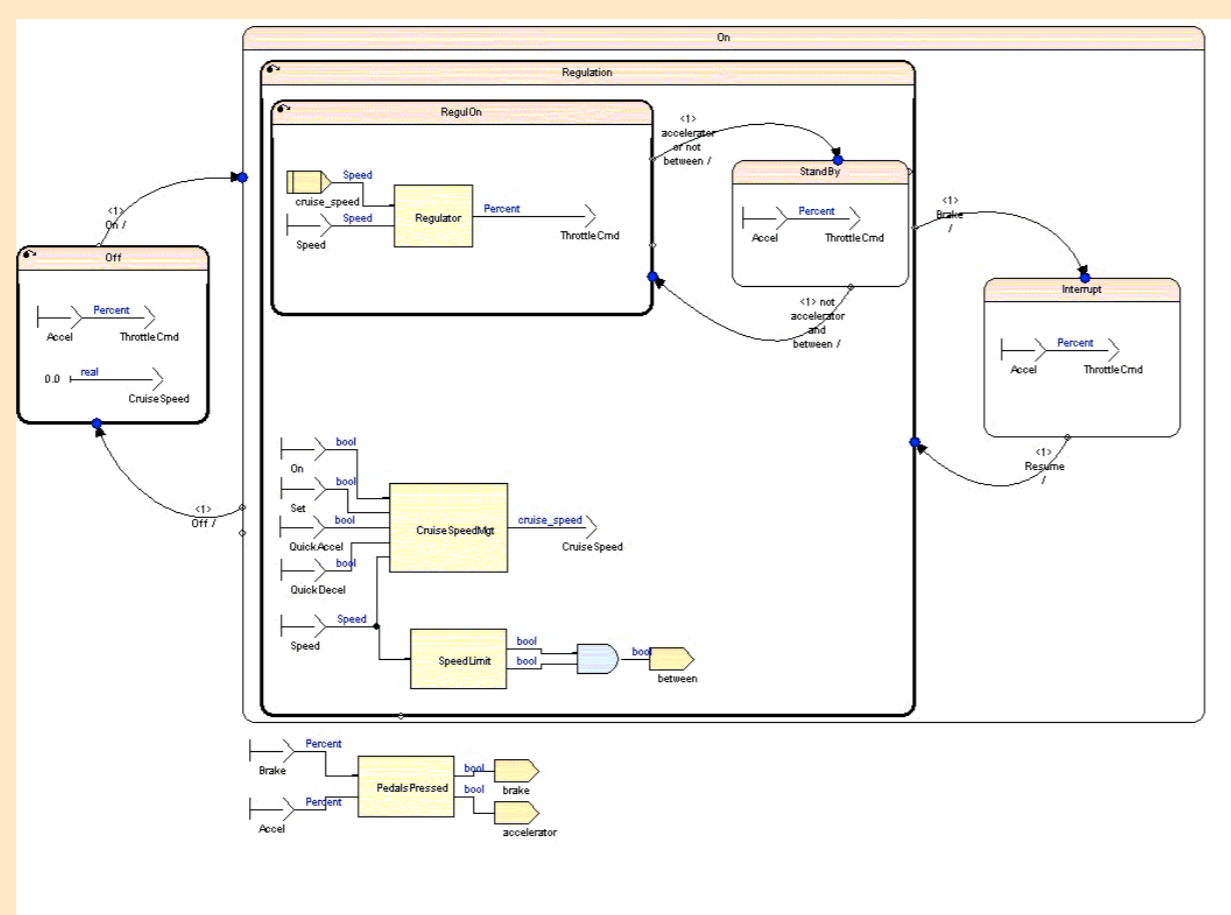 On
Regulation
RegulOn
<1>
accelerator
or not
between /
StandBy
Speed
cruise_speed
Speed
Speed
Regulator
Percent
ThrottleCmd
Percent
Accel
ThrottleCmd
<1>
On /
<1>
Brake
/
Off
Percent
Accel
ThrottleCmd
0.0
real
CruiseSpeed
<1> not
accelerator
and
between /
Interrupt
Percent
Accel
ThrottleCmd
<1>
Resume
/
<1>
Off /
bool
On
bool
Set
bool
QuickAccel
bool
QuickDecel
CruiseSpeedMgt
cruise_speed
CruiseSpeed
Speed
Speed
SpeedLimit
bool
bool
bool
between
Percent
Brake
Percent
Accel
PedalsPressed
bool
brake
bool
accelerator